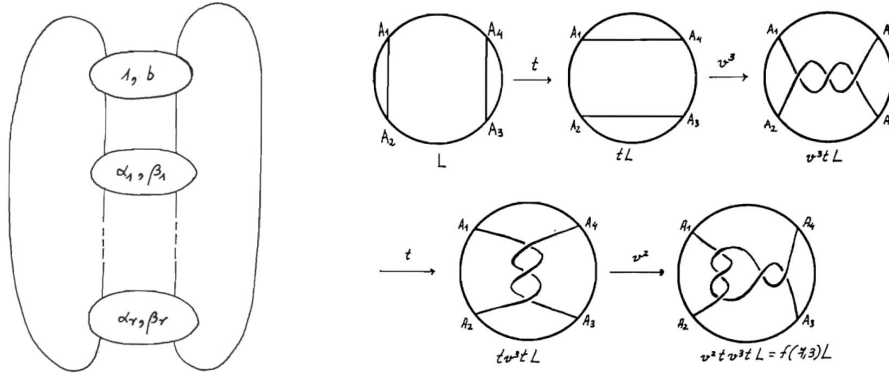 1, b
α₁, β₁
αᵣ, βᵣ
A₁ A₄
A₂ A₃
L
t
A₁ A₄
A₂ A₃
tL
v³
A₁ A
A₂ A
v³tL
t
A₁ A₄
A₂ A₃
tv³tL
v²
A₁ A₄
A₂ A₃
v²tv³tL = f(7,3)L